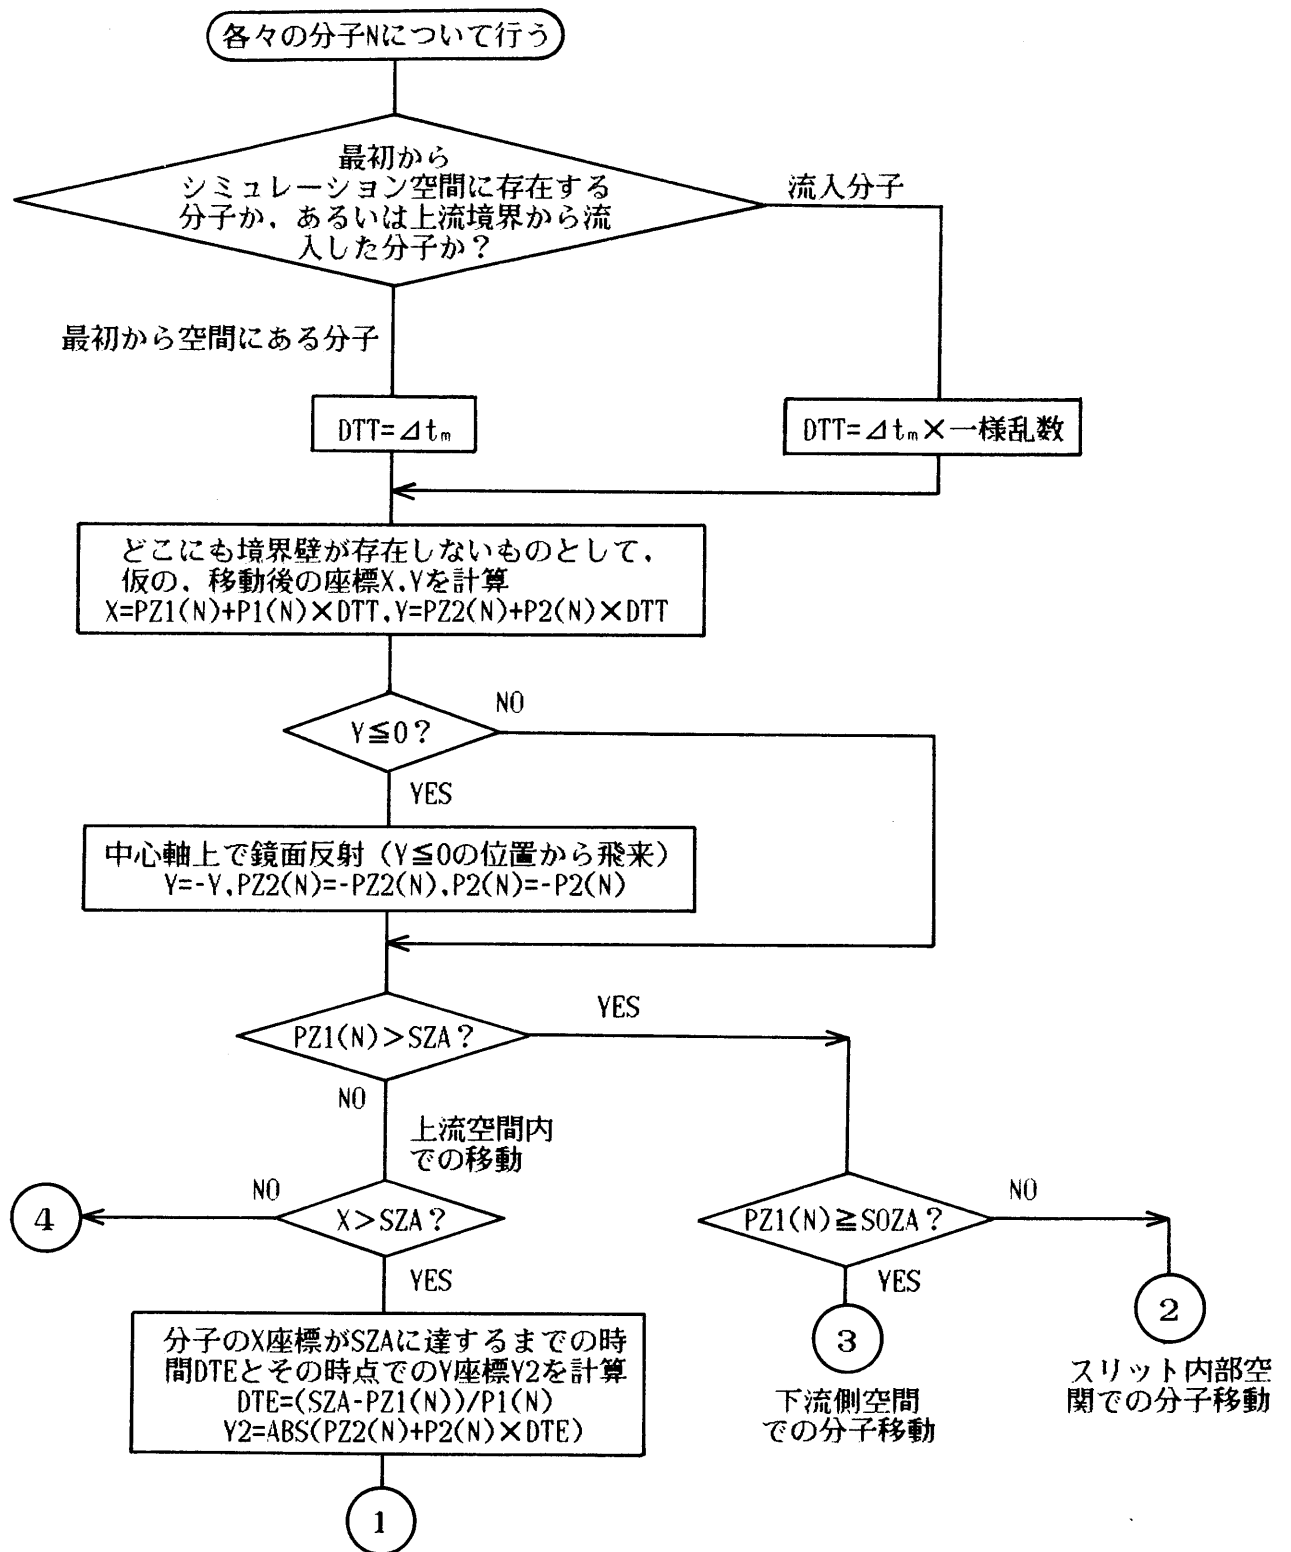 各々の分子Nについて行う
最初から
シミュレーション空間に存在する
分子か，あるいは上流境界から流
入した分子か？
流入分子
最初から空間にある分子
DTT=⊿tₘ
DTT=⊿tₘ×一様乱数
どこにも境界壁が存在しないものとして，
仮の，移動後の座標X,Yを計算
X=PZ1(N)+P1(N)×DTT,Y=PZ2(N)+P2(N)×DTT
Y≦0？
NO
YES
中心軸上で鏡面反射（Y≦0の位置から飛来）
Y=-Y,PZ2(N)=-PZ2(N),P2(N)=-P2(N)
PZ1(N)＞SZA？
YES
NO
上流空間内
での移動
X＞SZA？
NO
4
YES
PZ1(N)≧SOZA？
NO
YES
2
スリット内部空
関での分子移動
3
下流側空間
での分子移動
分子のX座標がSZAに達するまでの時
間DTEとその時点でのY座標Y2を計算
DTE=(SZA-PZ1(N))/P1(N)
Y2=ABS(PZ2(N)+P2(N)×DTE)
1